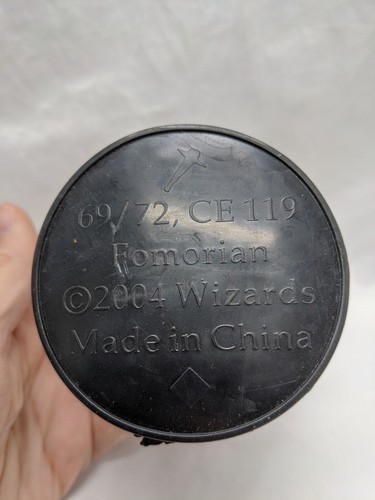 69/72, CE 119
Fomorian
©2004 Wizards
Made in China